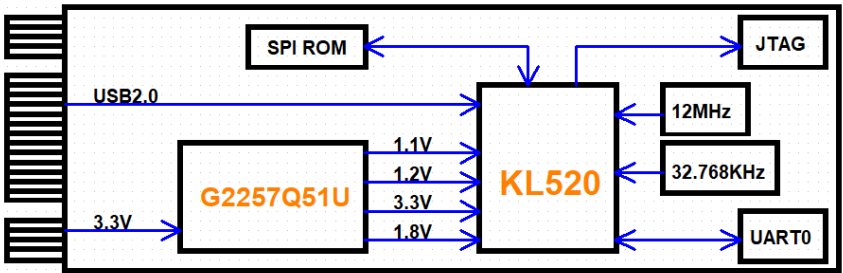 SPI ROM
JTAG
USB2.0
12MHz
1.1V
1.2V
32.768KHz
G2257Q51U
KL520
3.3V
3.3V
1.8V
UART0